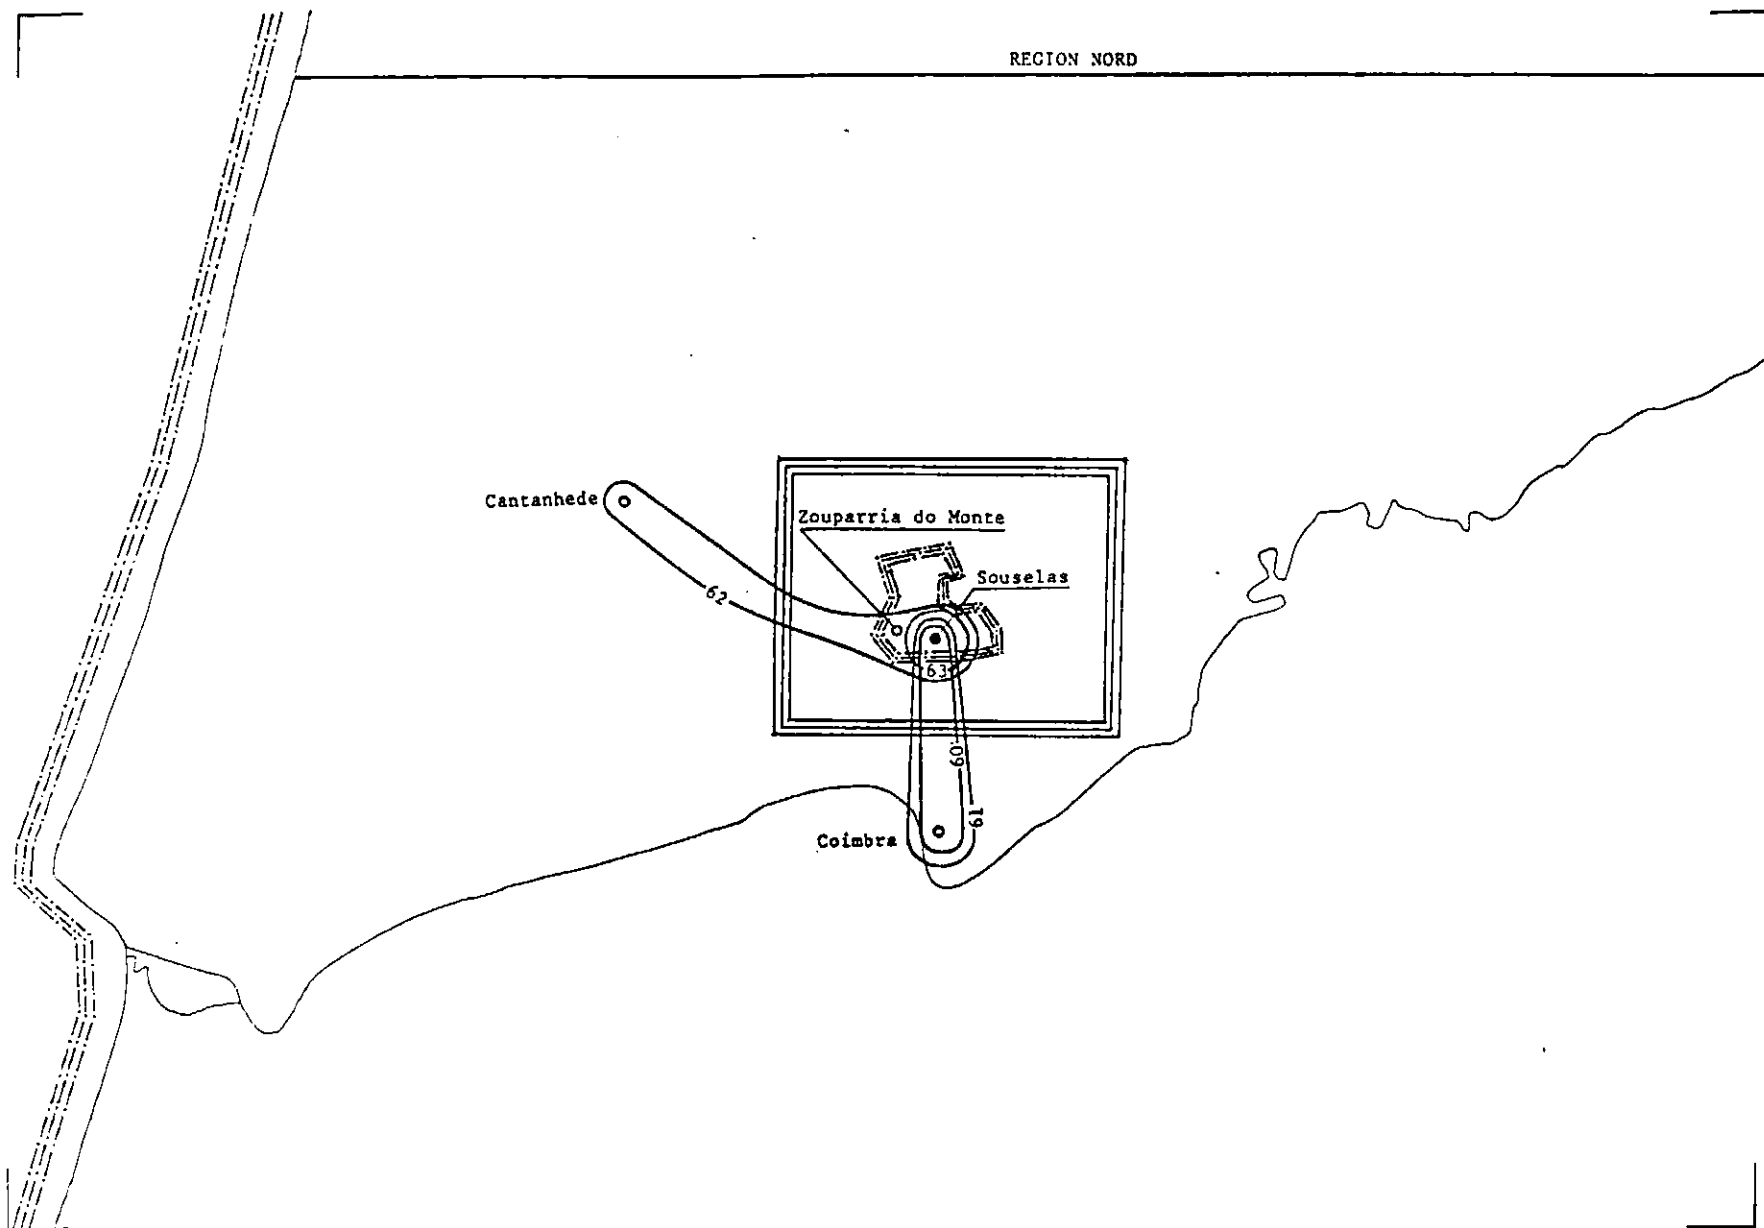 REGION NORD
Cantanhede
Zouparria do Monte
Souselas
62
63
60
61
Coimbra